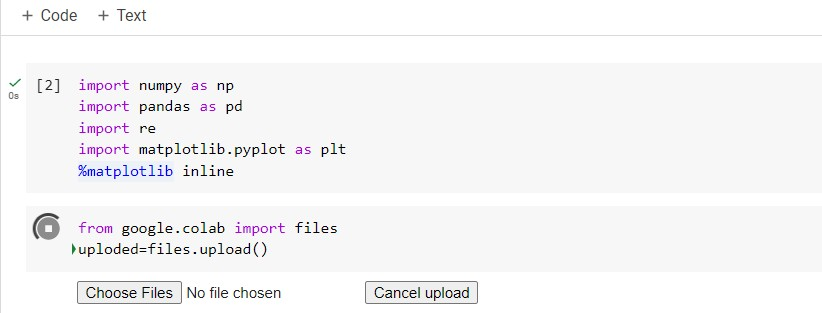 + Code + Text
[2] import numpy as np
0s
import pandas as pd
import re
import matplotlib.pyplot as plt
%matplotlib inline
from google.colab import files
uploded=files.upload()
Choose Files No file chosen Cancel upload